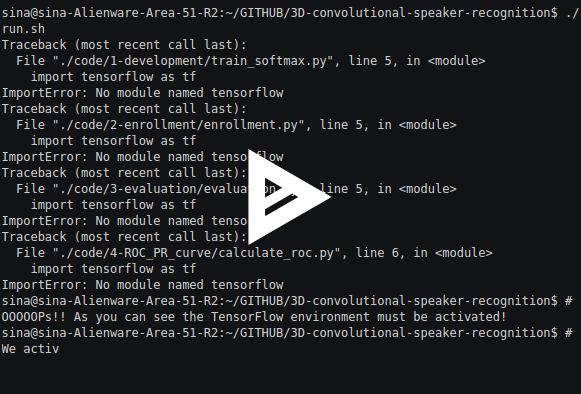 sina@sina-Alienware-Area-51-R2:~/GITHUB/3D-convolutional-speaker-recognition$ ./
run.sh
Traceback (most recent call last):
  File "./code/1-development/train_softmax.py", line 5, in <module>
    import tensorflow as tf
ImportError: No module named tensorflow
Traceback (most recent call last):
  File "./code/2-enrollment/enrollment.py", line 5, in <module>
    import tensorflow as tf
ImportError: No module named tensorflow
Traceback (most recent call last):
  File "./code/3-evaluation/ line 5, in <module>
    import tensorflow as tf
ImportError: No module named
Traceback (most recent call last):
  File "./code/4-ROC_PR_curve/calculate_roc.py", line 6, in <module>
    import tensorflow as tf
ImportError: No module named tensorflow
sina@sina-Alienware-Area-51-R2:~/GITHUB/3D-convolutional-speaker-recognition$ #
OOOOOPs!! As you can see the TensorFlow environment must be activated!
sina@sina-Alienware-Area-51-R2:~/GITHUB/3D-convolutional-speaker-recognition$ #
We activ